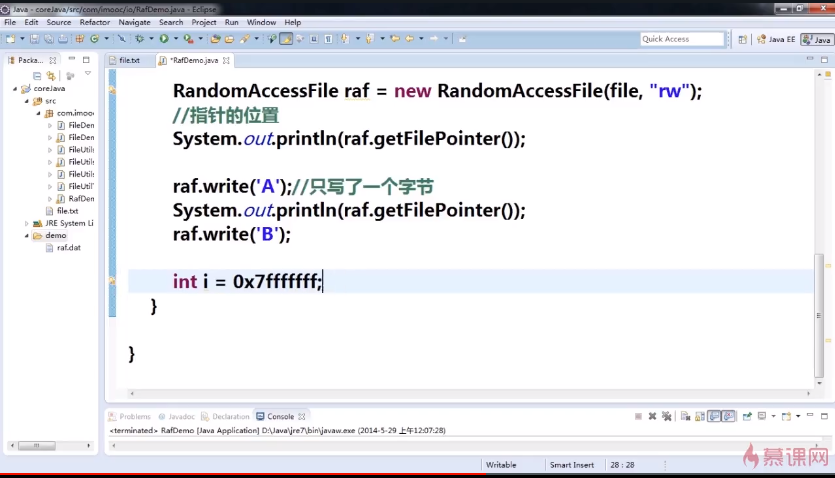 Java - coreJava/src/com/imooc/io/RafDemo.java - Eclipse
File Edit Source Refactor Navigate Search Project Run Window Help
Quick Access
Java EE
Java
Packa
file.txt
*RafDemo.java
coreJava
src
com.imooc
FileDem
FileDem
FileUtils
FileUtils
FileUtils
FileUtil
RafDem
file.txt
JRE System Li
demo
raf.dat
RandomAccessFile raf = new RandomAccessFile(file, "rw");
//指针的位置
System.out.println(raf.getFilePointer());
raf.write('A');//只写了一个字节
System.out.println(raf.getFilePointer());
raf.write('B');
int i = 0x7fffffff;
}
}
Problems Javadoc Declaration Console
<terminated> RafDemo [Java Application] D:\Java\jre7\bin\javaw.exe (2014-5-29 上午12:07:28)
Writable
Smart Insert
28 : 28
慕课网